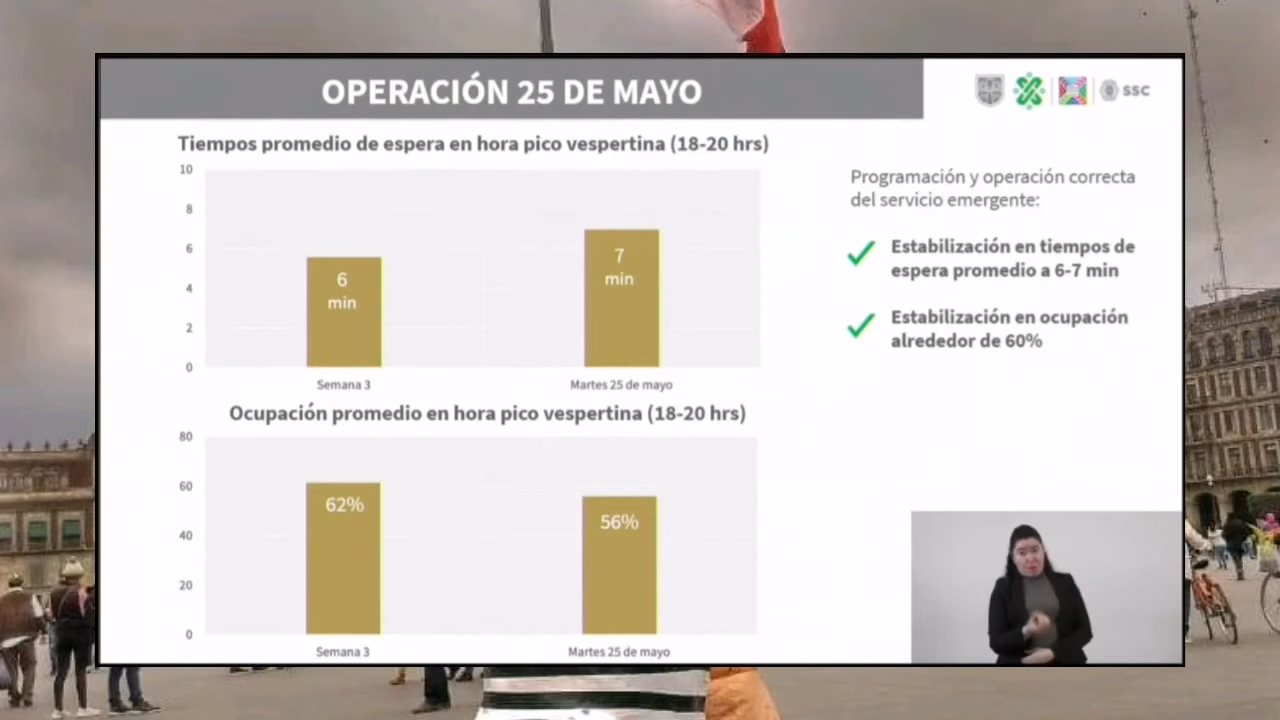 OPERACIÓN 25 DE MAYO
SSC
Tiempos promedio de espera en hora pico vespertina (18-20 hrs)
10
8
6
4
2
0
6
min
7
min
Semana 3
Martes 25 de mayo
Ocupación promedio en hora pico vespertina (18-20 hrs)
80
60
40
20
0
62%
56%
Semana 3
Martes 25 de mayo
Programación y operación correcta
del servicio emergente:
Estabilización en tiempos de
espera promedio a 6-7 min
Estabilización en ocupación
alrededor de 60%